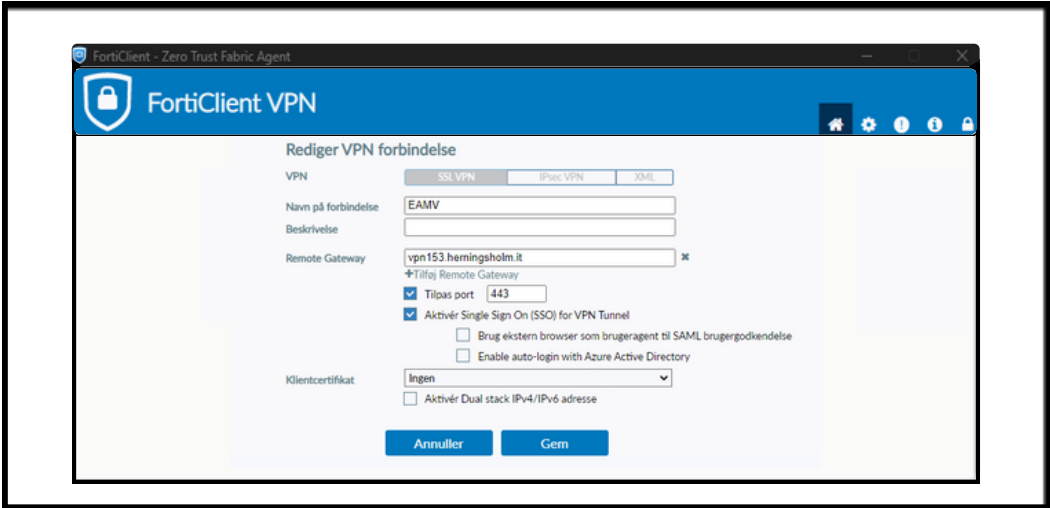 FortiClient - Zero Trust Fabric Agent
FortiClient VPN
Rediger VPN forbindelse
VPN SSL VPN IPsec VPN XML
Navn på forbindelse EAMV
Beskrivelse
Remote Gateway vpn153.herningsholm.it
+Tilføj Remote Gateway
Tilpas port 443
Aktivér Single Sign On (SSO) for VPN Tunnel
Brug ekstern browser som brugeragent til SAML brugergodkendelse
Enable auto-login with Azure Active Directory
Klientcertifikat Ingen
Aktivér Dual stack IPv4/IPv6 adresse
Annuller Gem